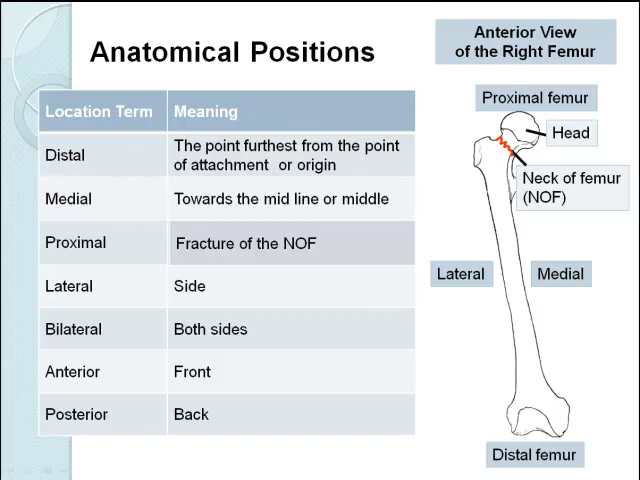 Anatomical Positions
Anterior View
of the Right Femur
Location Term Meaning
Distal The point furthest from the point
of attachment or origin
Medial Towards the mid line or middle
Proximal Fracture of the NOF
Lateral Side
Bilateral Both sides
Anterior Front
Posterior Back
Proximal femur
Head
Neck of femur
(NOF)
Lateral Medial
Distal femur